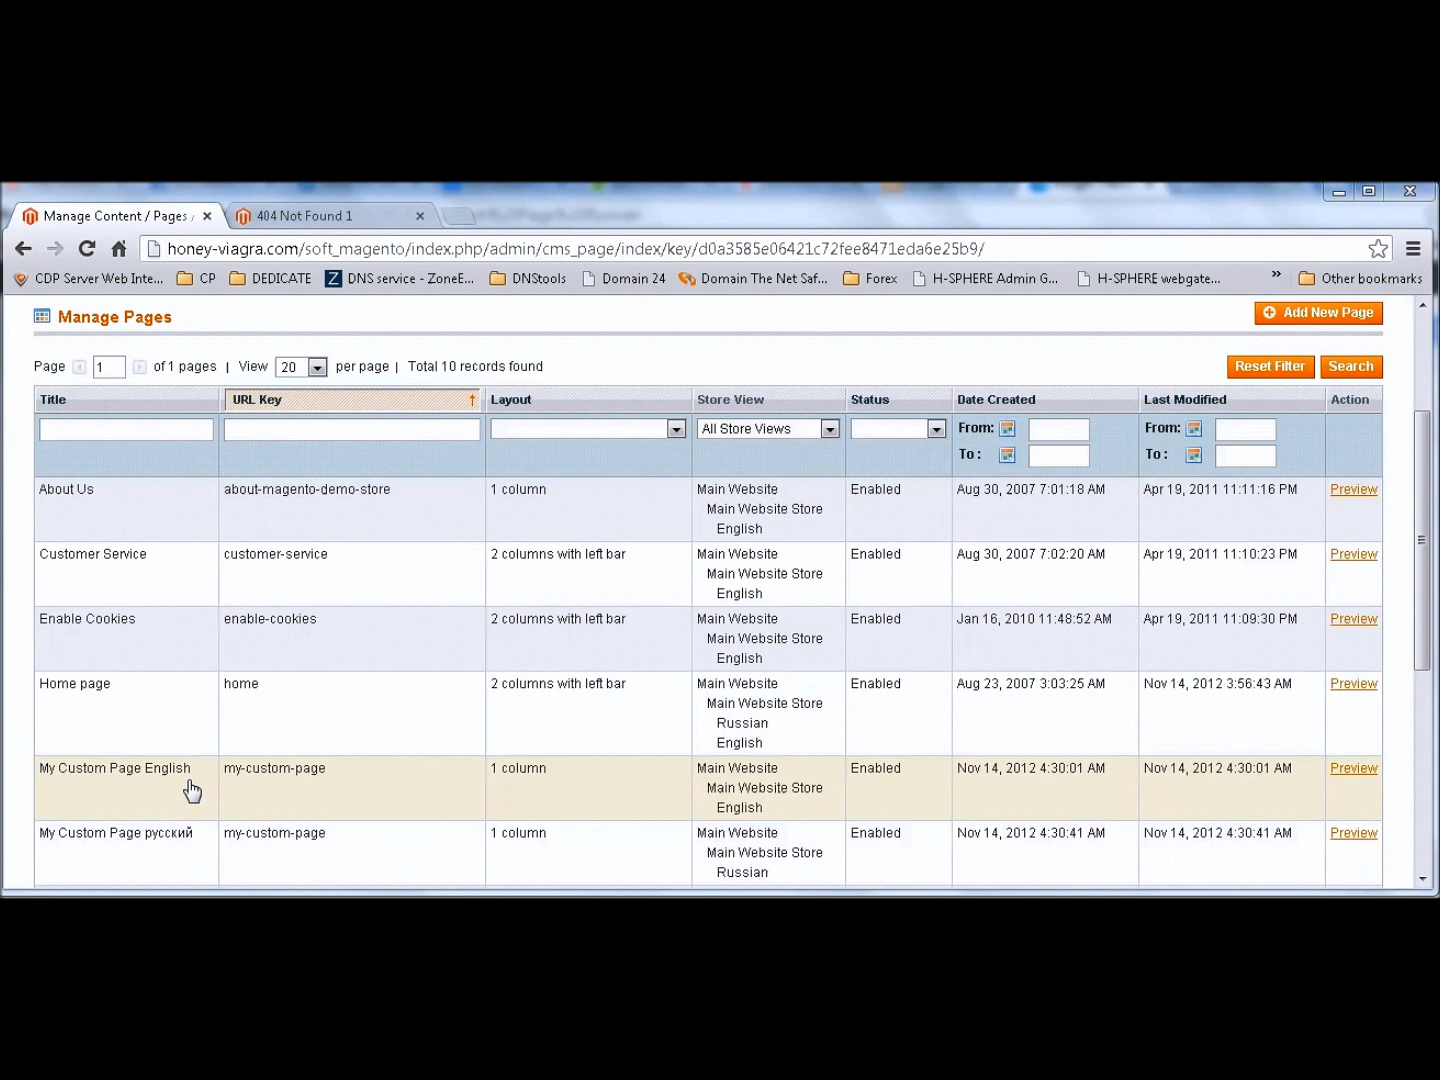 Manage Content / Pages /
404 Not Found 1
honey-viagra.com/soft_magento/index.php/admin/cms_page/index/key/d0a3585e06421c72fee8471eda6e25b9/
CDP Server Web Inte... CP DEDICATE DNS service - ZoneE... DNStools Domain 24 Domain The Net Saf... Forex H-SPHERE Admin G... H-SPHERE webgate... » Other bookmarks
Manage Pages Add New Page
Page 1 of 1 pages | View 20 per page | Total 10 records found Reset Filter Search
Title URL Key Layout Store View Status Date Created Last Modified Action
All Store Views From: From:
To : To :
About Us about-magento-demo-store 1 column Main Website Enabled Aug 30, 2007 7:01:18 AM Apr 19, 2011 11:11:16 PM Preview
Main Website Store
English
Customer Service customer-service 2 columns with left bar Main Website Enabled Aug 30, 2007 7:02:20 AM Apr 19, 2011 11:10:23 PM Preview
Main Website Store
English
Enable Cookies enable-cookies 2 columns with left bar Main Website Enabled Jan 16, 2010 11:48:52 AM Apr 19, 2011 11:09:30 PM Preview
Main Website Store
English
Home page home 2 columns with left bar Main Website Enabled Aug 23, 2007 3:03:25 AM Nov 14, 2012 3:56:43 AM Preview
Main Website Store
Russian
English
My Custom Page English my-custom-page 1 column Main Website Enabled Nov 14, 2012 4:30:01 AM Nov 14, 2012 4:30:01 AM Preview
Main Website Store
English
My Custom Page русский my-custom-page 1 column Main Website Enabled Nov 14, 2012 4:30:41 AM Nov 14, 2012 4:30:41 AM Preview
Main Website Store
Russian